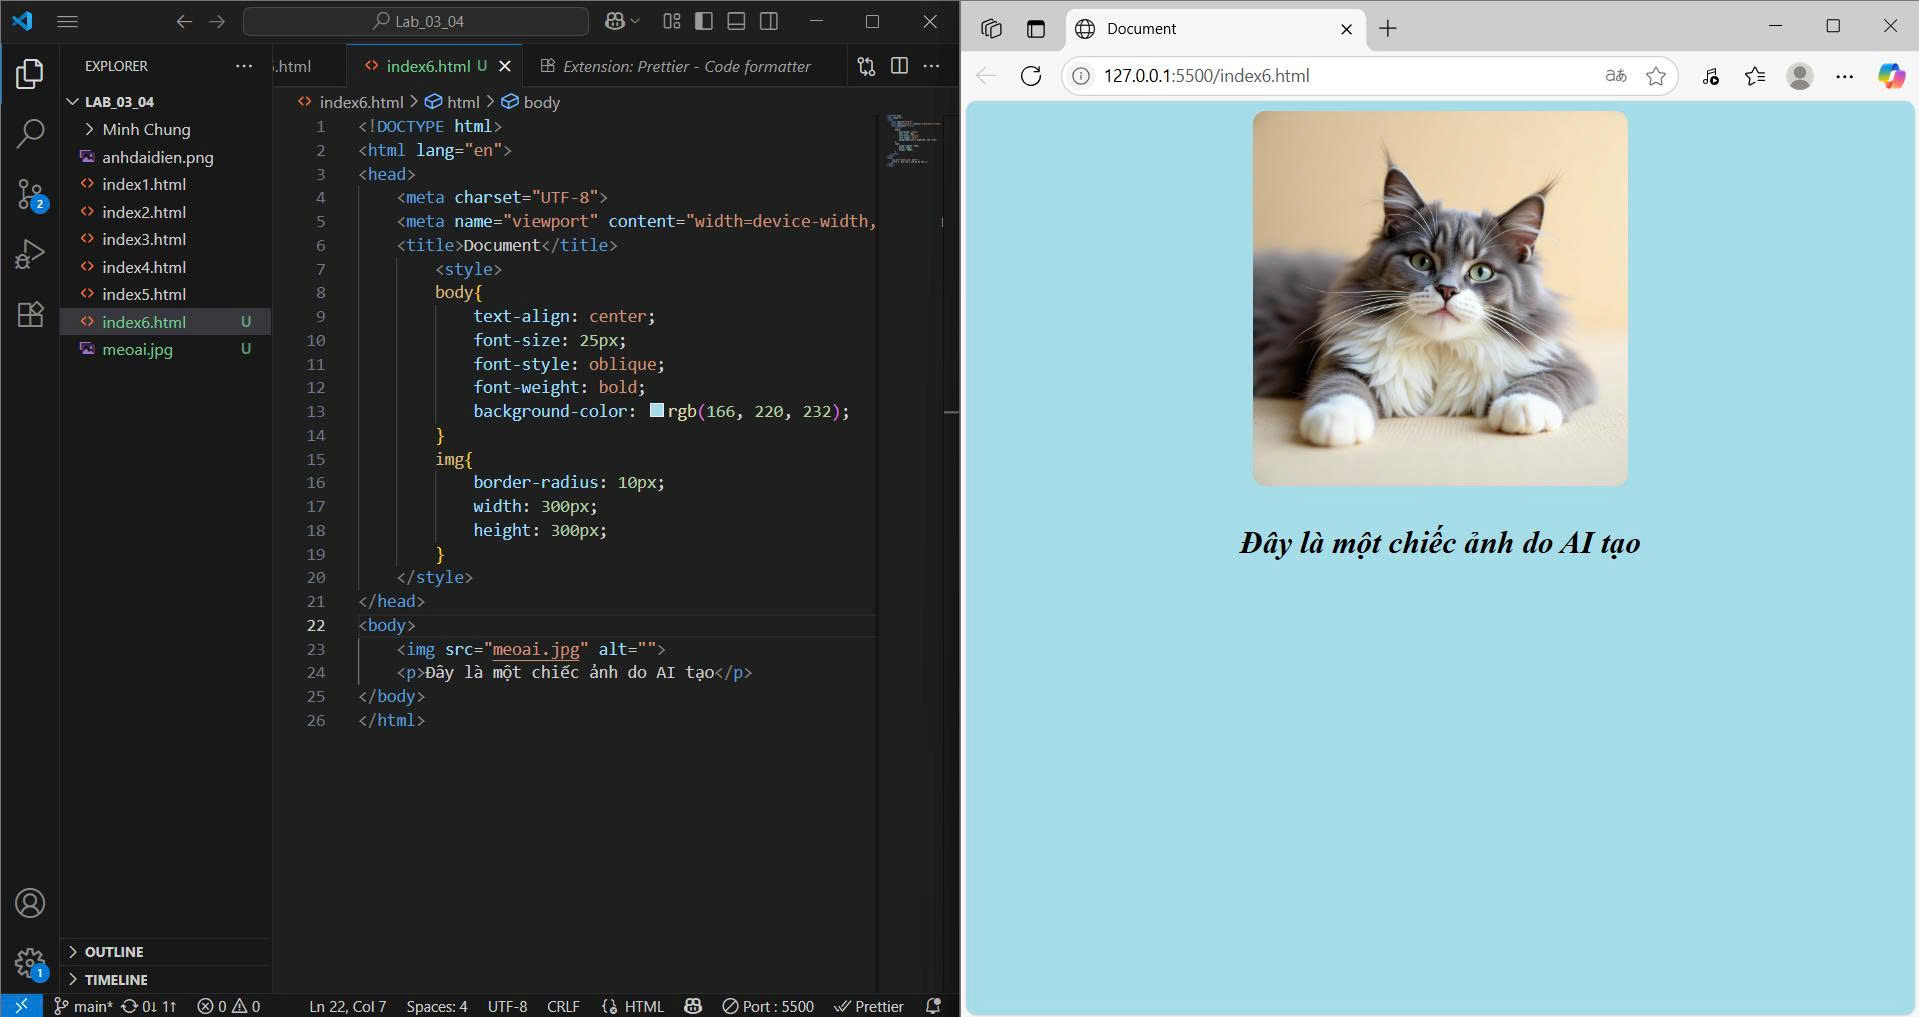 Lab_03_04
EXPLORER
LAB_03_04
Minh Chung
anhdaidien.png
index1.html
index2.html
index3.html
index4.html
index5.html
index6.html U
meoai.jpg U
OUTLINE
TIMELINE
.html
index6.html U
Extension: Prettier - Code formatter
index6.html > html > body
1 <!DOCTYPE html>
2 <html lang="en">
3 <head>
4 <meta charset="UTF-8">
5 <meta name="viewport" content="width=device-width,
6 <title>Document</title>
7 <style>
8 body{
9 text-align: center;
10 font-size: 25px;
11 font-style: oblique;
12 font-weight: bold;
13 background-color: rgb(166, 220, 232);
14 }
15 img{
16 border-radius: 10px;
17 width: 300px;
18 height: 300px;
19 }
20 </style>
21 </head>
22 <body>
23 <img src="meoai.jpg" alt="">
24 <p>Đây là một chiếc ảnh do AI tạo</p>
25 </body>
26 </html>
2
1
main* 0↓ 1↑ 0 0 Ln 22, Col 7 Spaces: 4 UTF-8 CRLF {} HTML Port : 5500 Prettier
Document
127.0.0.1:5500/index6.html
Đây là một chiếc ảnh do AI tạo